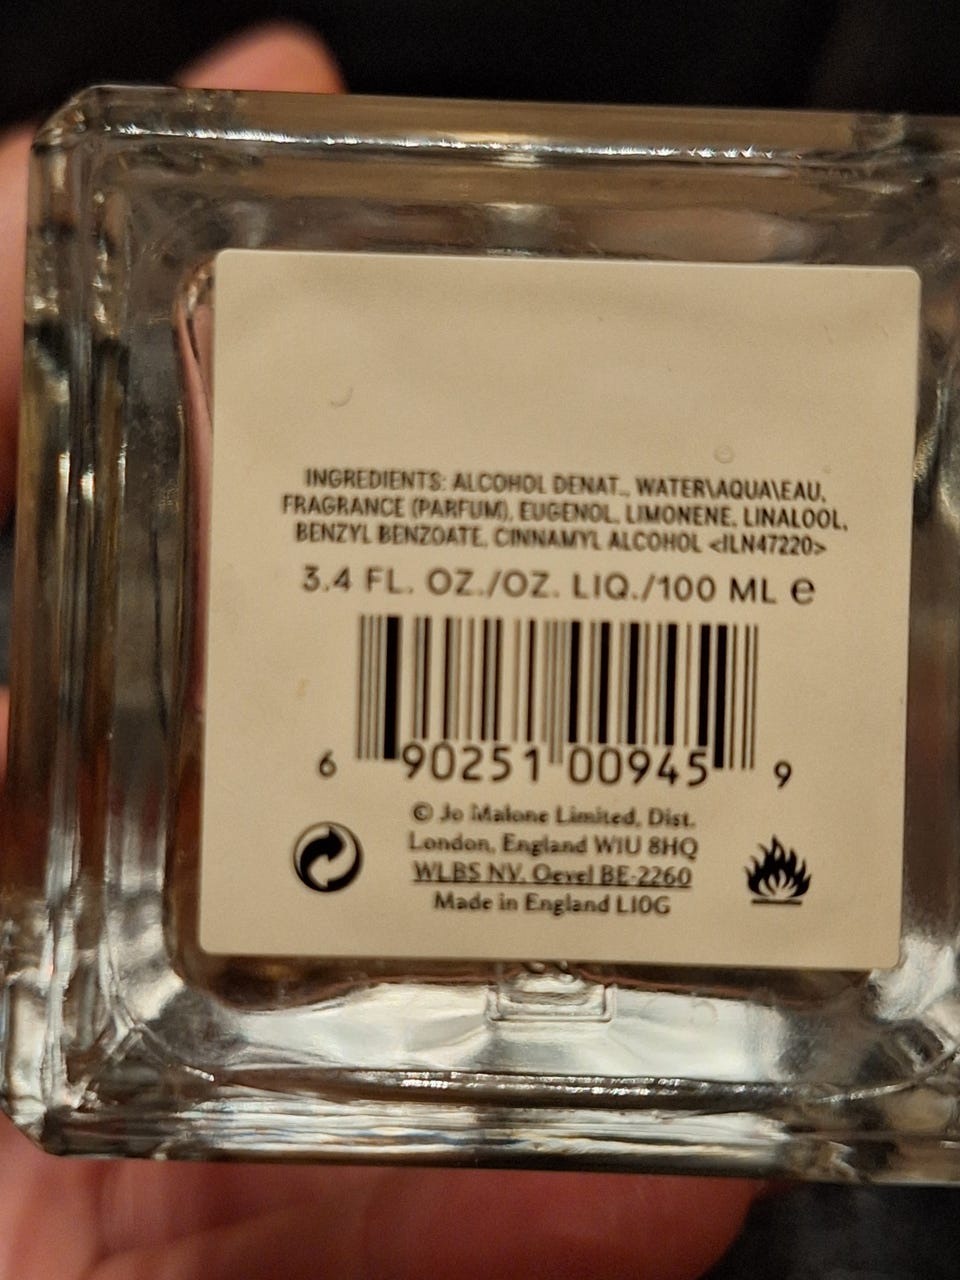 INGREDIENTS: ALCOHOL DENAT., WATER\AQUA\EAU,
FRAGRANCE (PARFUM), EUGENOL, LIMONENE, LINALOOL,
BENZYL BENZOATE, CINNAMYL ALCOHOL <ILN47220>
3.4 FL. OZ./OZ. LIQ./100 ML e
6 90251 00945 9
© Jo Malone Limited, Dist.
London, England W1U 8HQ
WLBS NV. Oevel BE-2260
Made in England L10G